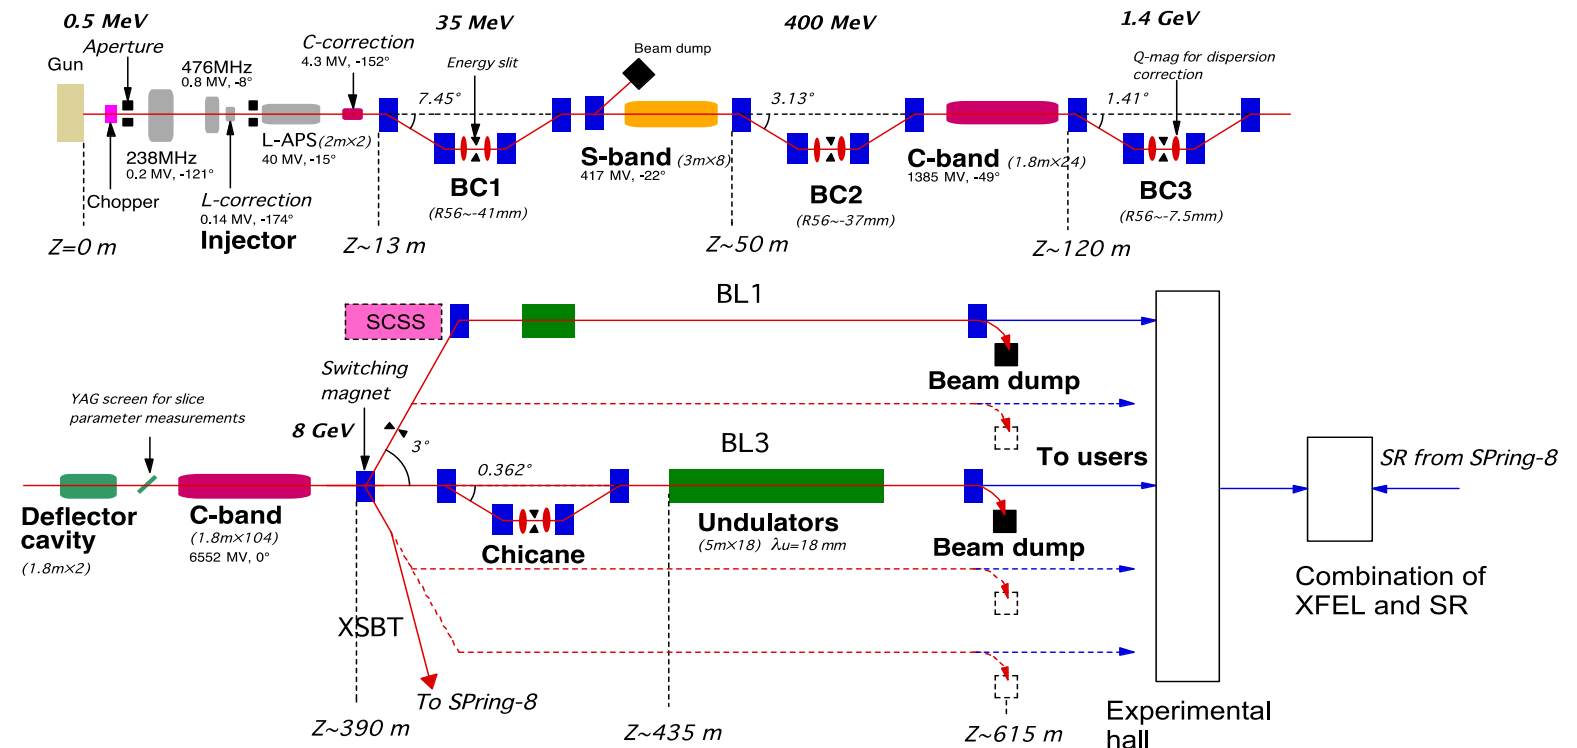 0.5 MeV
35 MeV
400 MeV
1.4 GeV
Gun
Aperture
476MHz
0.8 MV, -8°
C-correction
4.3 MV, -152°
Energy slit
Beam dump
Q-mag for dispersion
correction
7.45°
3.13°
1.41°
238MHz
0.2 MV, -121°
Chopper
L-correction
0.14 MV, -174°
Injector
L-APS (2m×2)
40 MV, -15°
BC1
(R56~-41mm)
S-band (3m×8)
417 MV, -22°
BC2
(R56~-37mm)
C-band (1.8m×24)
1385 MV, -49°
BC3
(R56~-7.5mm)
Z=0 m
Z~13 m
Z~50 m
Z~120 m
SCSS
BL1
Beam dump
Switching
magnet
YAG screen for slice
parameter measurements
8 GeV
3°
BL3
0.362°
To users
SR from SPring-8
Deflector
cavity
(1.8m×2)
C-band
(1.8m×104)
6552 MV, 0°
Chicane
Undulators
(5m×18) λu=18 mm
Beam dump
Combination of
XFEL and SR
XSBT
To SPring-8
Z~390 m
Z~435 m
Z~615 m
Experimental
hall